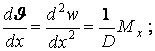 dϑ/dx = d²w/dx² = 1/D Mₓ ;